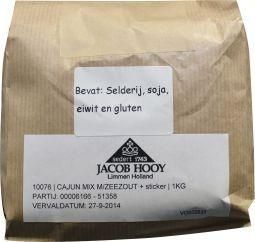 Bevat: Selderij, soja,
eiwit en gluten
sedert 1743
JACOB HOOY
Limmen Holland
10076 | CAJUN MIX M/ZEEZOUT + sticker | 1KG
PARTIJ: 00006166 - 51358
VERVALDATUM: 27-9-2014